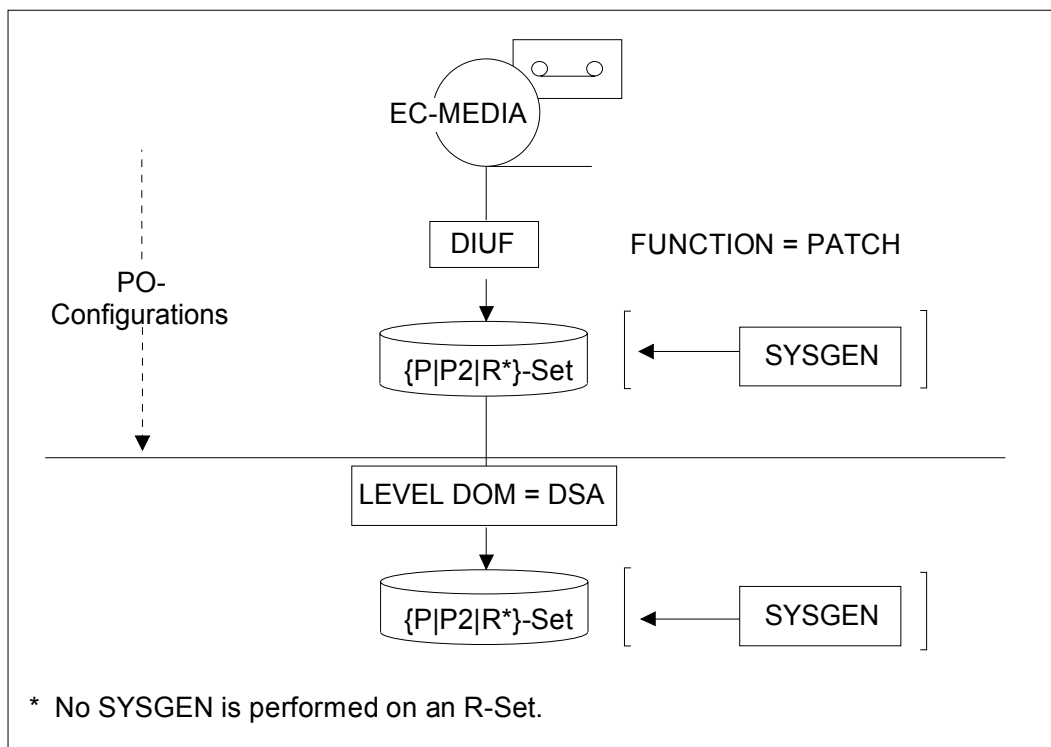 EC-MEDIA
DIUF
FUNCTION = PATCH
PO-
Configurations
{P|P2|R*}-Set
SYSGEN
LEVEL DOM = DSA
{P|P2|R*}-Set
SYSGEN
* No SYSGEN is performed on an R-Set.